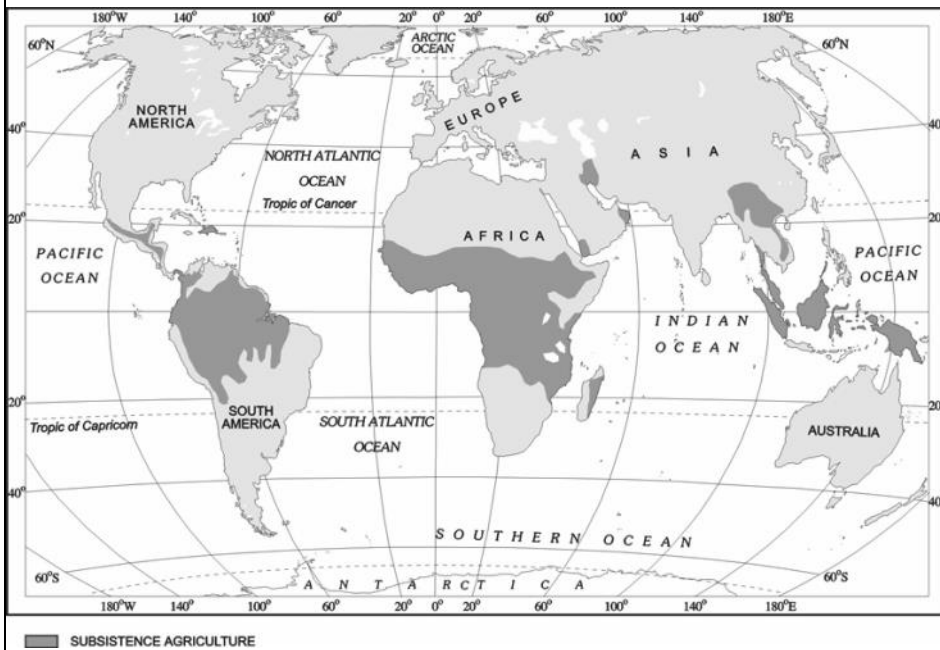 180°W 140° 100° 60° 20° 0° 20° 60° 100° 140° 180°E
ARCTIC
OCEAN
60°N
60°
NORTH
AMERICA
EUROPE
ASIA
40°
40°
NORTH ATLANTIC
OCEAN
Tropic of Cancer
20°
20°
AFRICA
PACIFIC
OCEAN
PACIFIC
OCEAN
0°
0°
INDIAN
OCEAN
20°
20°
Tropic of Capricorn
SOUTH
AMERICA
SOUTH ATLANTIC
OCEAN
AUSTRALIA
40°
40°
SOUTHERN OCEAN
60°S
60°S
ANTARCTICA
180°W 140° 100° 20° 0° 20° 60° 100° 140° 180°E
SUBSISTENCE AGRICULTURE